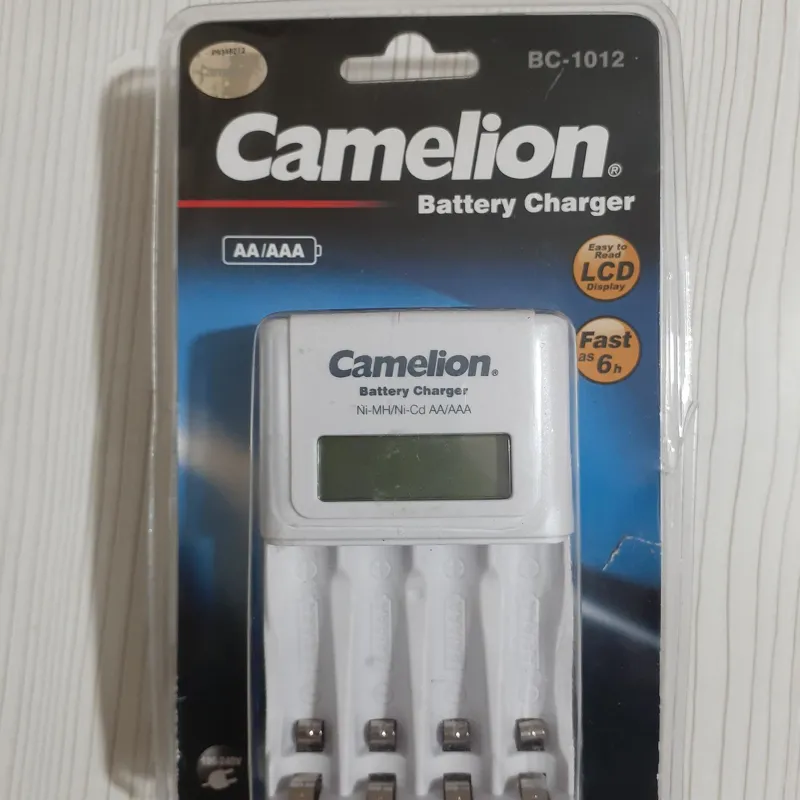 BC-1012
Camelion®
Battery Charger
AA/AAA
Easy to
Read
LCD
Display
Fast
as 6h
Camelion®
Battery Charger
Ni-MH/Ni-Cd AA/AAA